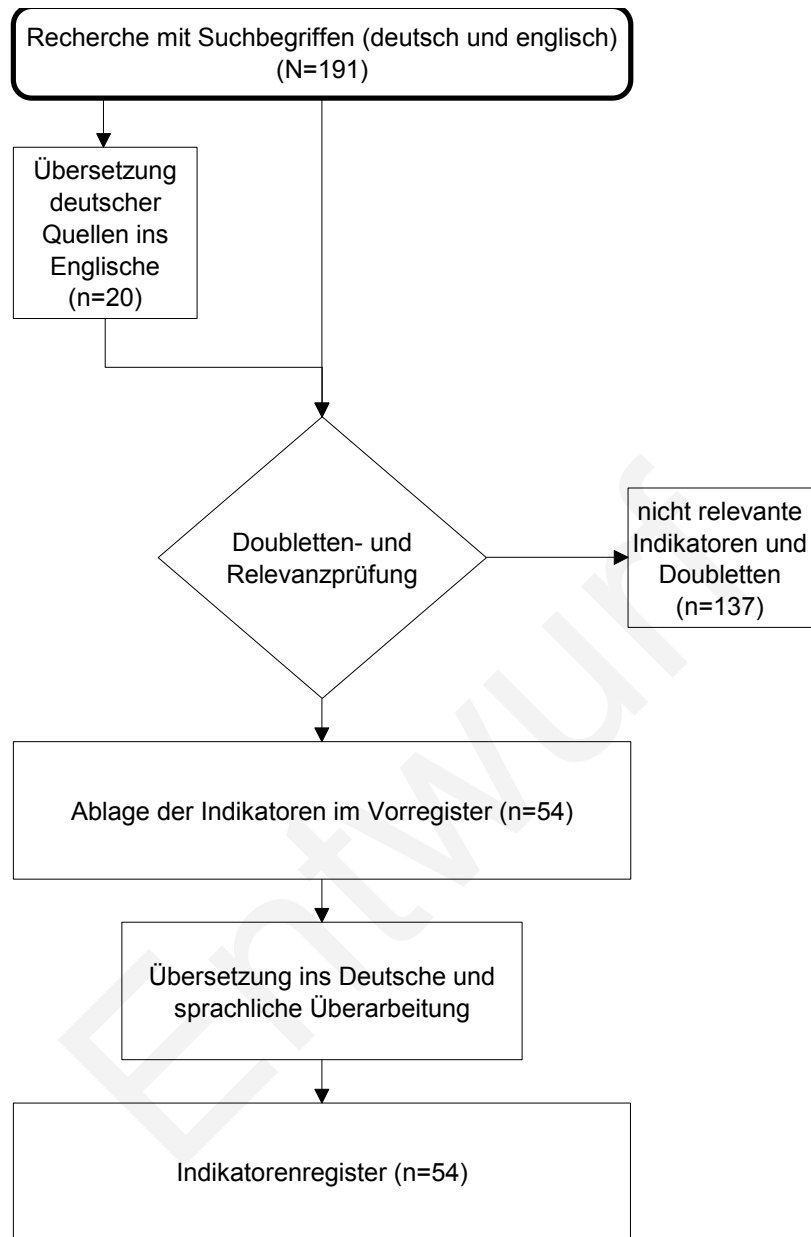 Recherche mit Suchbegriffen (deutsch und englisch)
(N=191)
Übersetzung
deutscher
Quellen ins
Englische
(n=20)
Doubletten- und
Relevanzprüfung
nicht relevante
Indikatoren und
Doubletten
(n=137)
Ablage der Indikatoren im Vorregister (n=54)
Übersetzung ins Deutsche und
sprachliche Überarbeitung
Indikatorenregister (n=54)
Entwurf